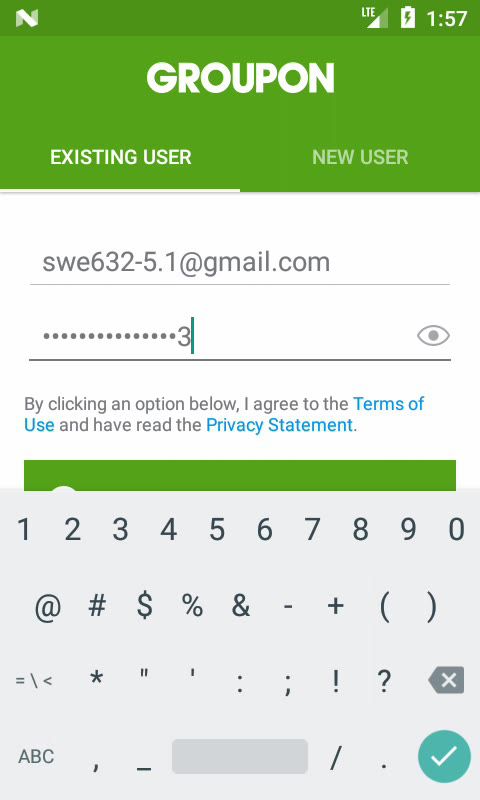 LTE 1:57
GROUPON
EXISTING USER NEW USER
swe632-5.1@gmail.com
•••••••••••••••3
By clicking an option below, I agree to the Terms of
Use and have read the Privacy Statement.
1 2 3 4 5 6 7 8 9 0
@ # $ % & - + ( )
= \ < * " ' : ; ! ?
ABC , _ / .